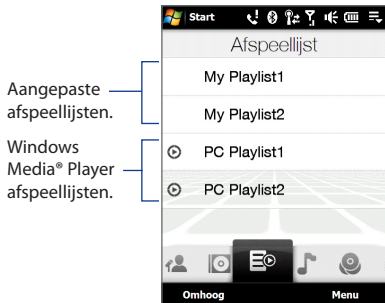 Start
Afspeellijst
Aangepaste
afspeellijsten.
My Playlist1
My Playlist2
Windows
Media® Player
afspeellijsten.
PC Playlist1
PC Playlist2
Omhoog
Menu